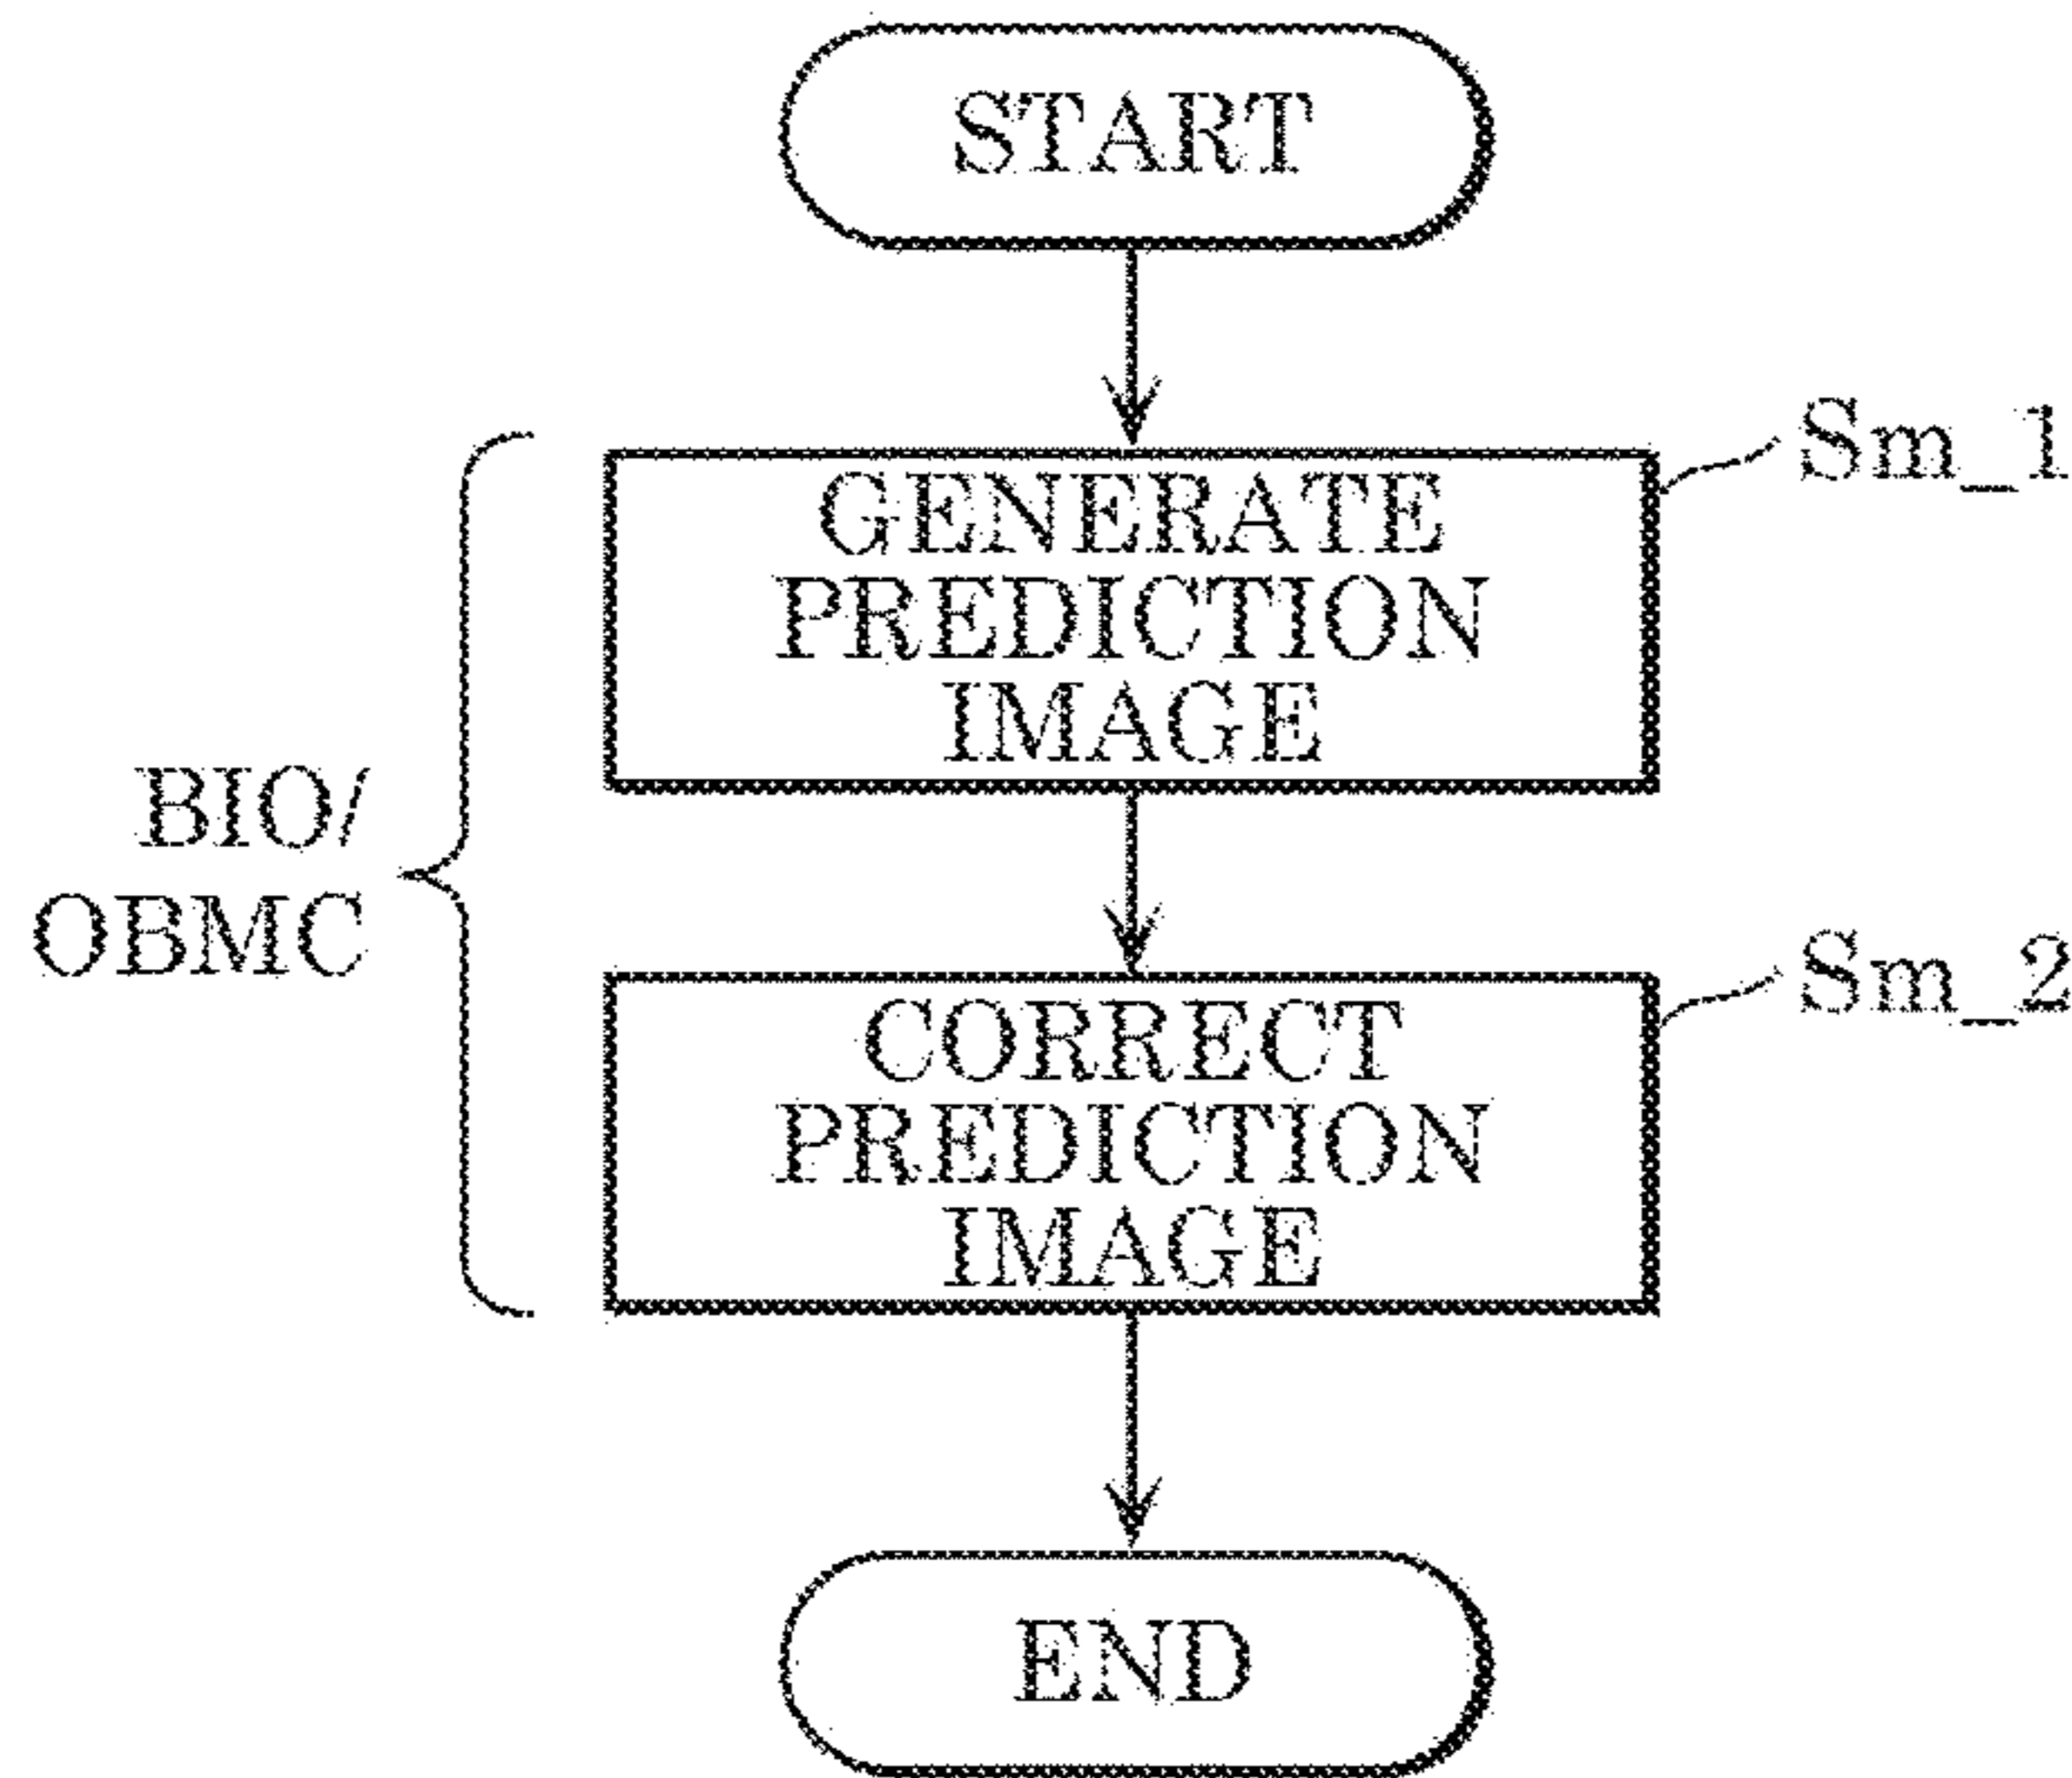 START
Sm_1
GENERATE
PREDICTION
IMAGE
BIO/
OBMC
Sm_2
CORRECT
PREDICTION
IMAGE
END